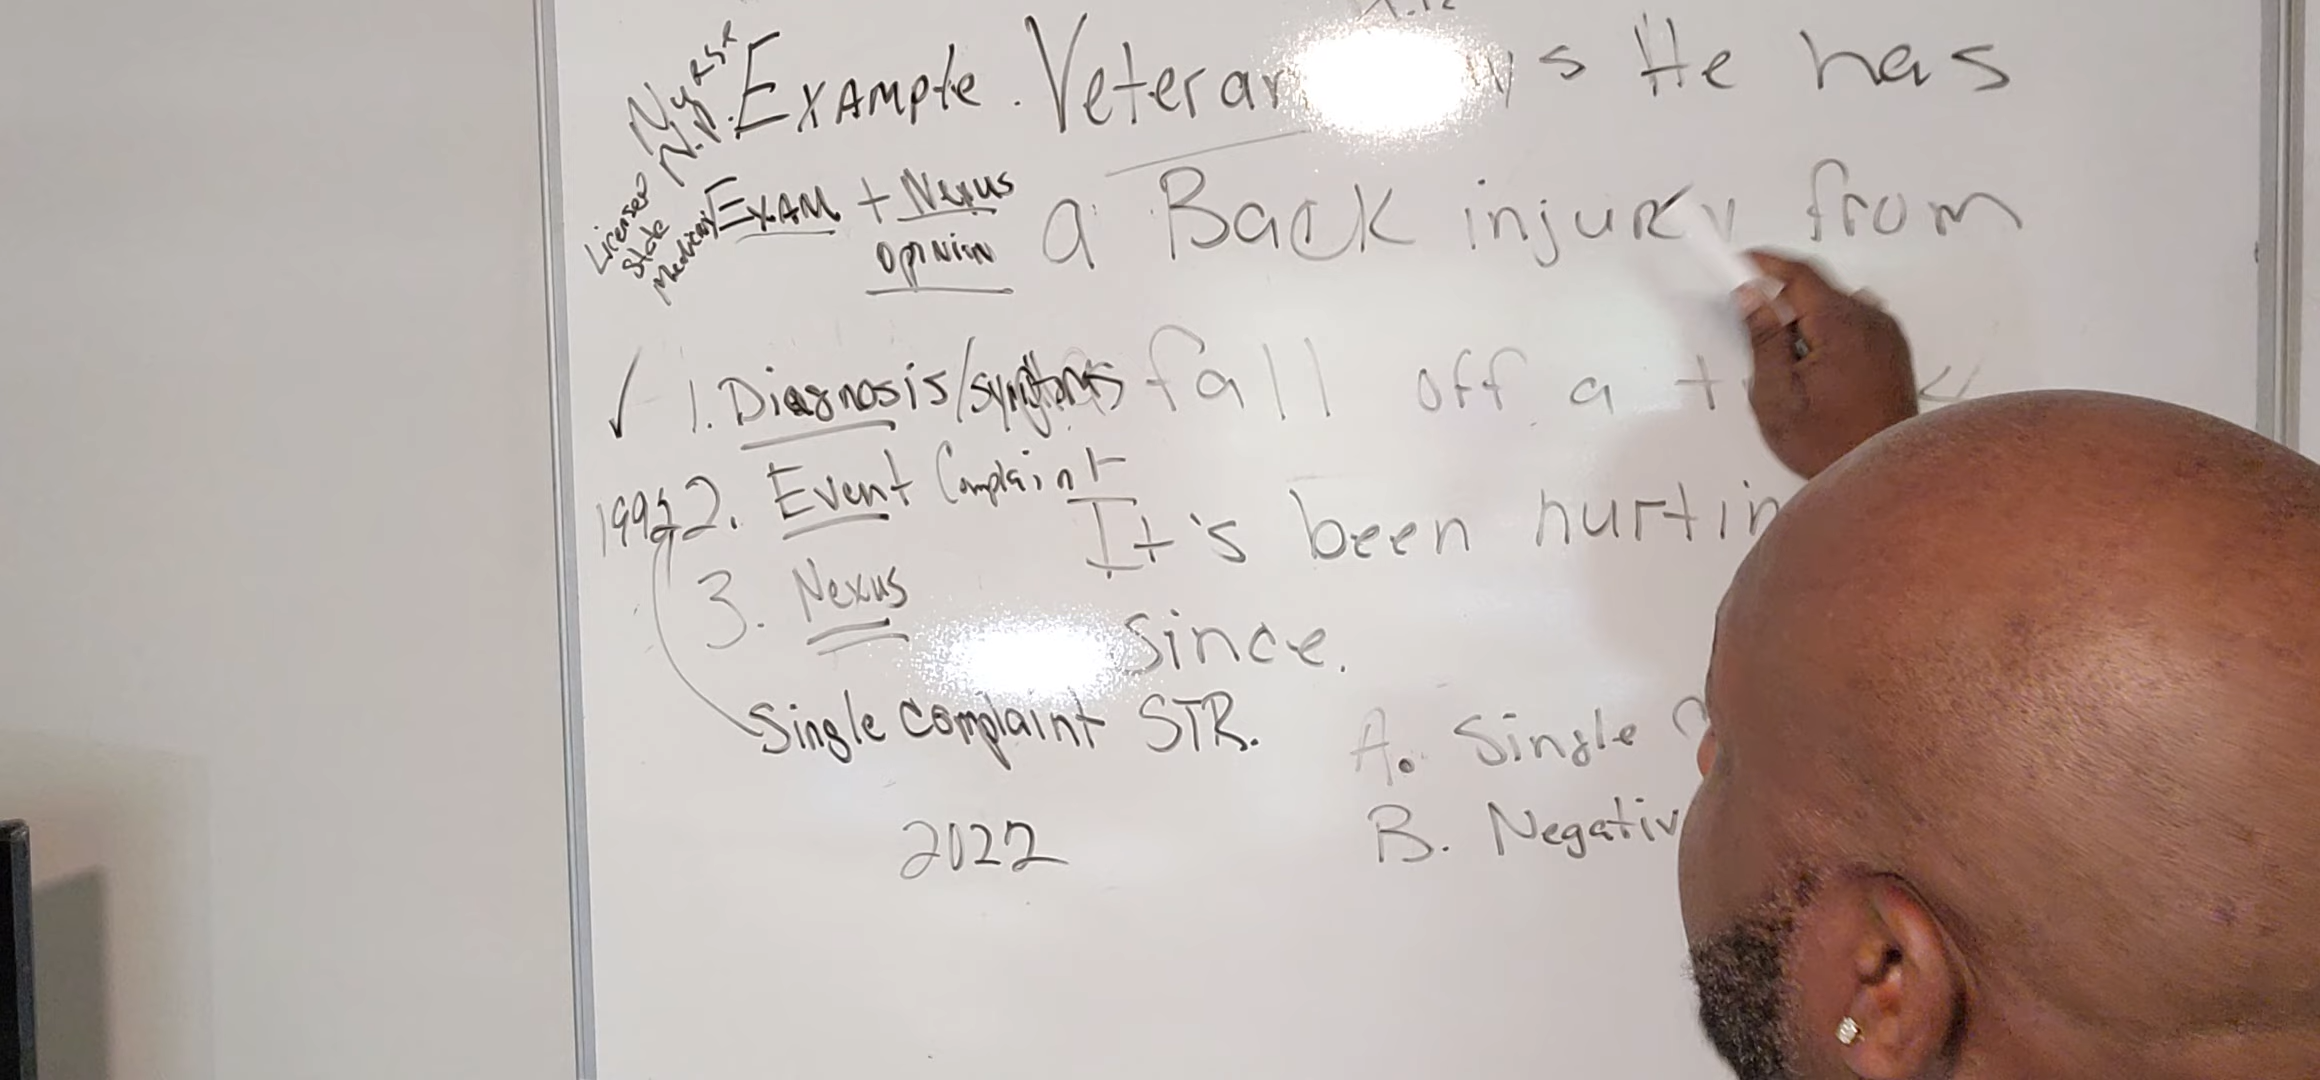 Nurse
N.P.
Example. Veteran says He has
Licensed
State
Medical
Exam + Nexus
opinion
a Back injury from
✓ 1. Diagnosis/symptoms
fall off a
2. Event Complaint
It's been hurtin
3. Nexus
since.
Single Complaint STR.
A. Single
2022
B. Negativ